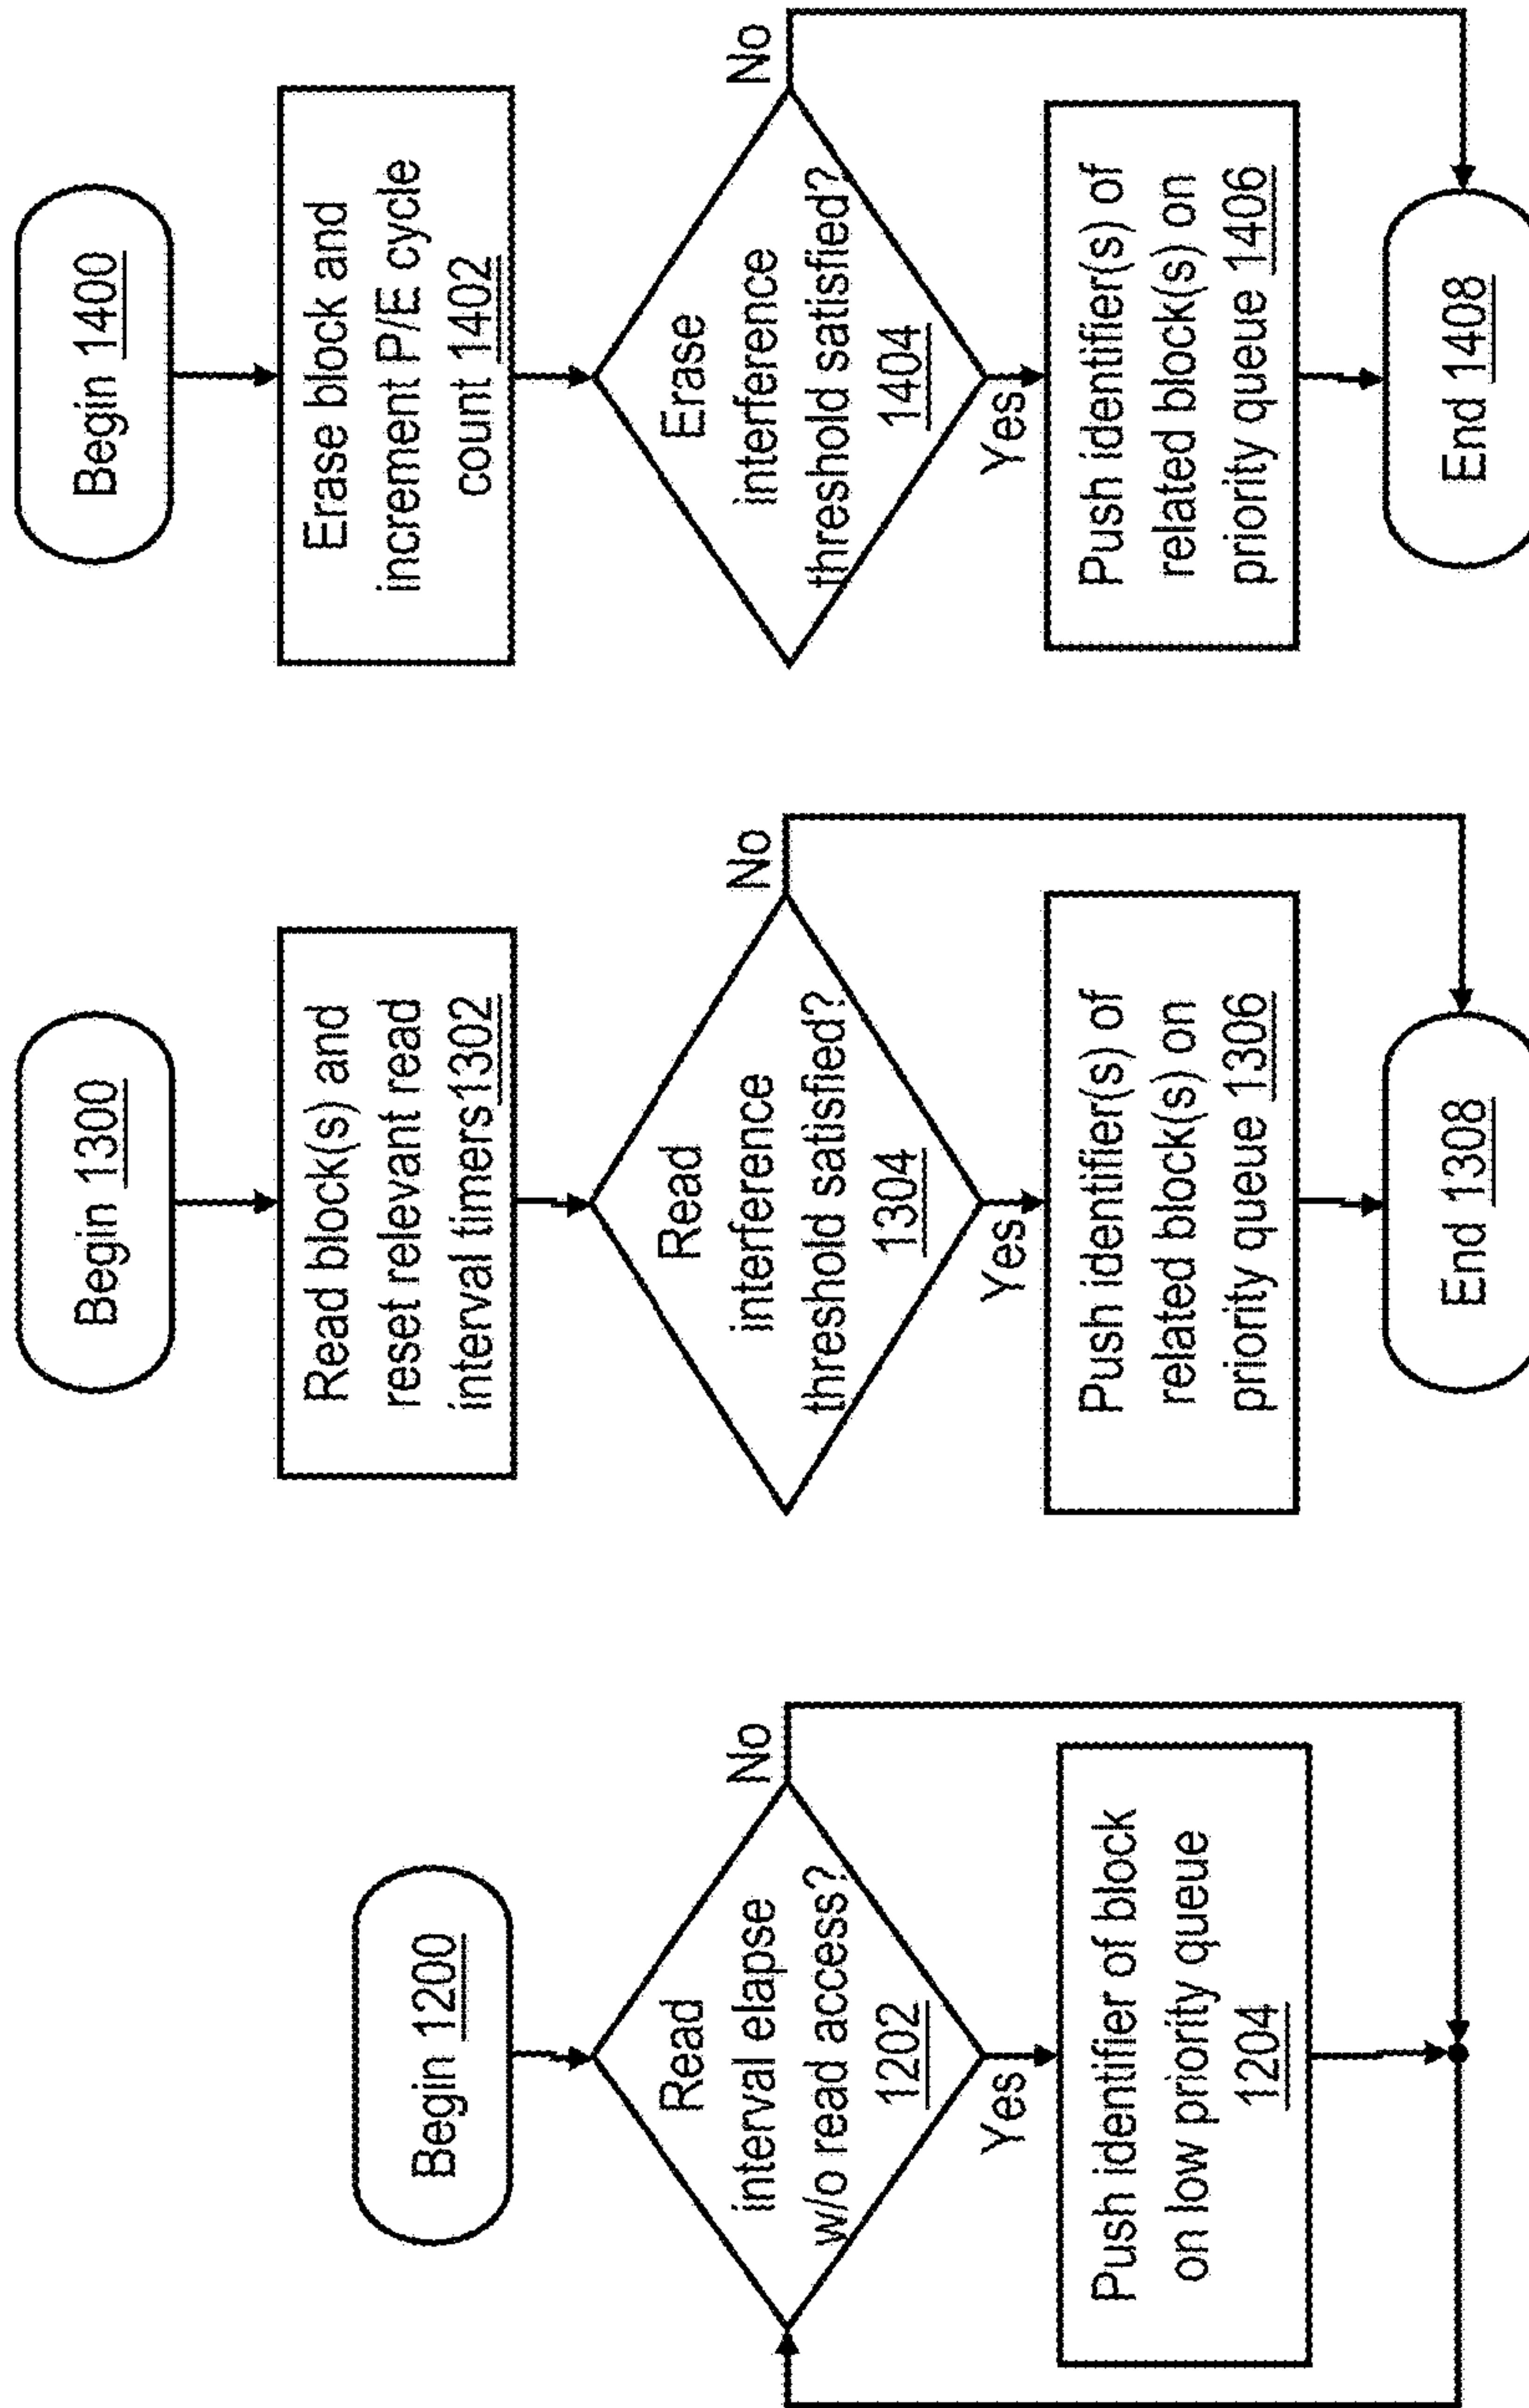 Begin 1200
Read
interval elapse
w/o read access?
1202
No
Yes
Push identifier of block
on low priority queue
1204
Begin 1300
Read block(s) and
reset relevant read
interval timers1302
Read
interference
threshold satisfied?
1304
No
Yes
Push identifier(s) of
related block(s) on
priority queue 1306
End 1308
Begin 1400
Erase block and
increment P/E cycle
count 1402
Erase
interference
threshold satisfied?
1404
No
Yes
Push identifier(s) of
related block(s) on
priority queue 1406
End 1408